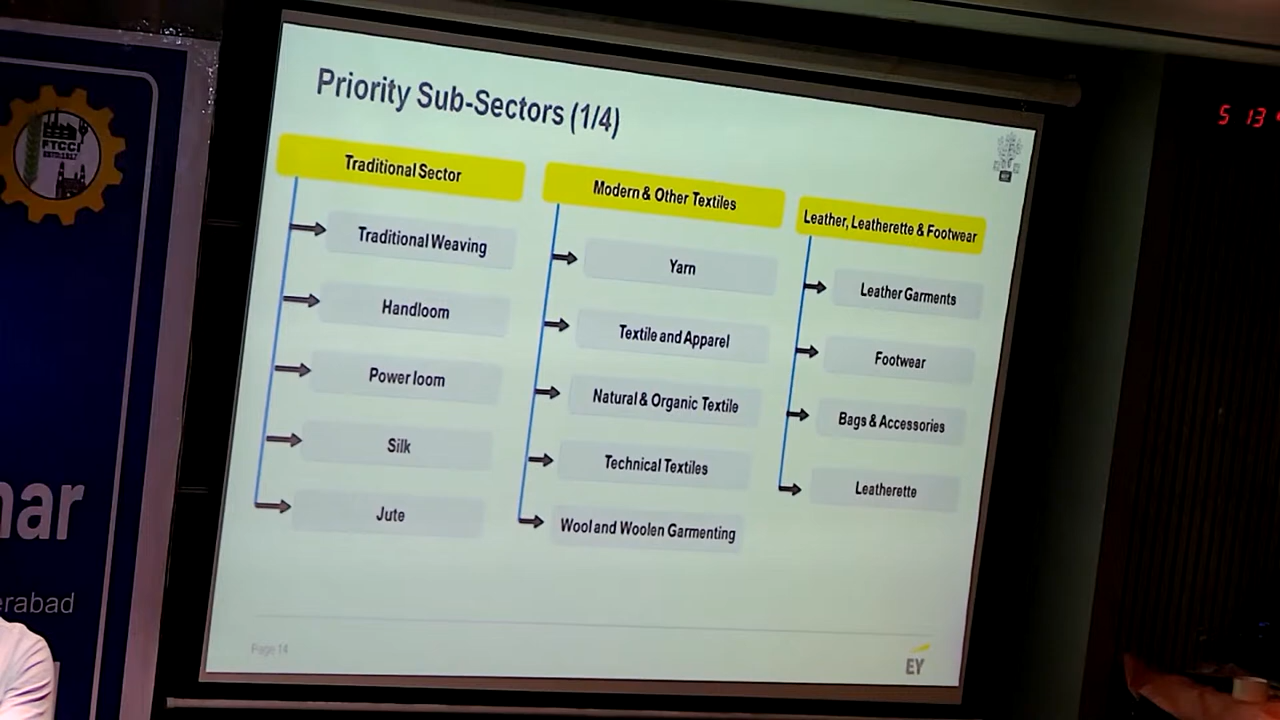 FTCCI
Priority Sub-Sectors (1/4)
Traditional Sector
Traditional Weaving
Handloom
Power loom
Silk
Jute
Modern & Other Textiles
Yarn
Textile and Apparel
Natural & Organic Textile
Technical Textiles
Wool and Woolen Garmenting
Leather, Leatherette & Footwear
Leather Garments
Footwear
Bags & Accessories
Leatherette
Page 14
EY
nar
erabad
5 13